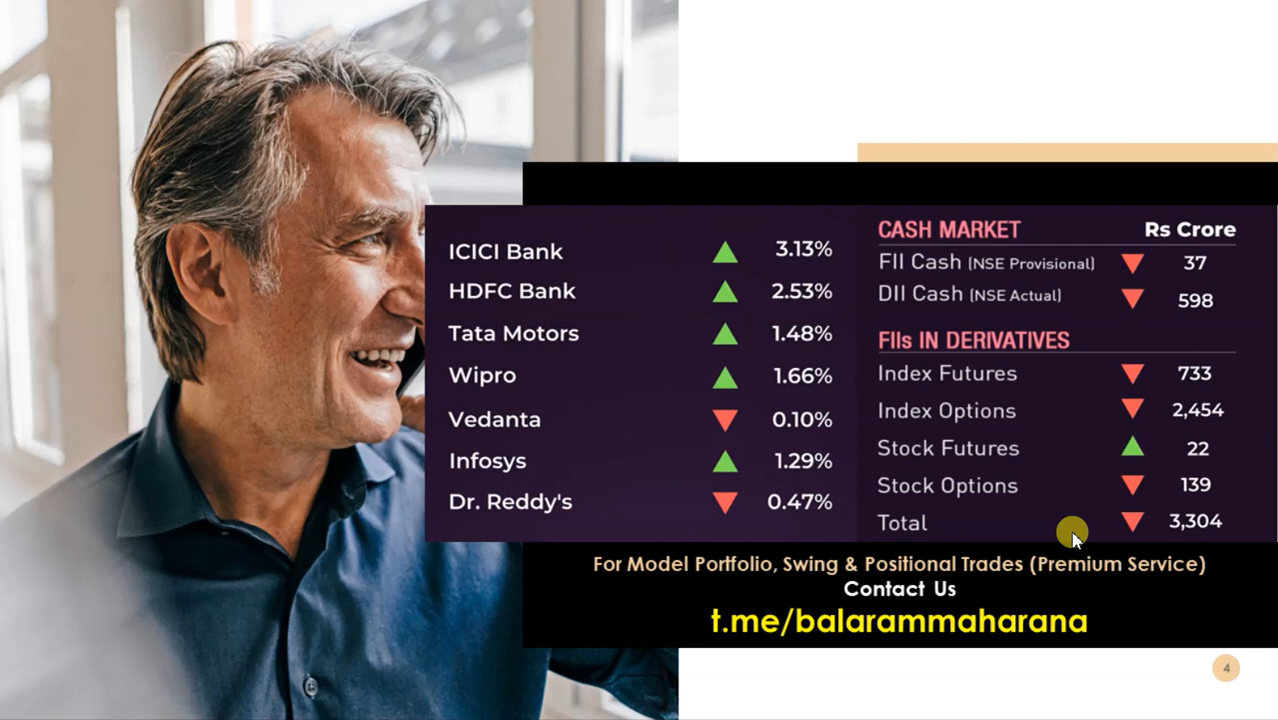 ICICI Bank ▲ 3.13%
HDFC Bank ▲ 2.53%
Tata Motors ▲ 1.48%
Wipro ▲ 1.66%
Vedanta ▼ 0.10%
Infosys ▲ 1.29%
Dr. Reddy's ▼ 0.47%
CASH MARKET Rs Crore
FII Cash (NSE Provisional) ▼ 37
DII Cash (NSE Actual) ▼ 598
FIIs IN DERIVATIVES
Index Futures ▼ 733
Index Options ▼ 2,454
Stock Futures ▲ 22
Stock Options ▼ 139
Total ▼ 3,304
For Model Portfolio, Swing & Positional Trades (Premium Service)
Contact Us
t.me/balarammaharana
4